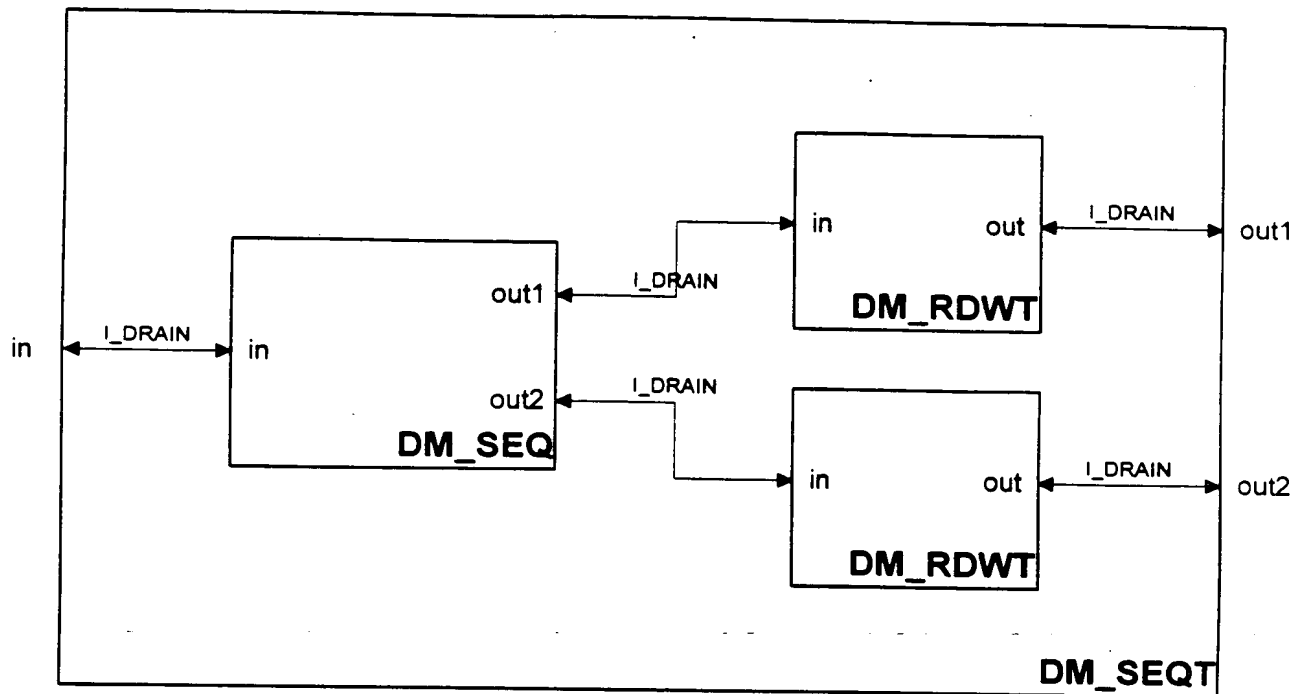 I_DRAIN
in
out
out1
out1
I_DRAIN
DM_RDWT
in
I_DRAIN
in
I_DRAIN
out2
I_DRAIN
DM_SEQ
in
out
out2
DM_RDWT
DM_SEQT